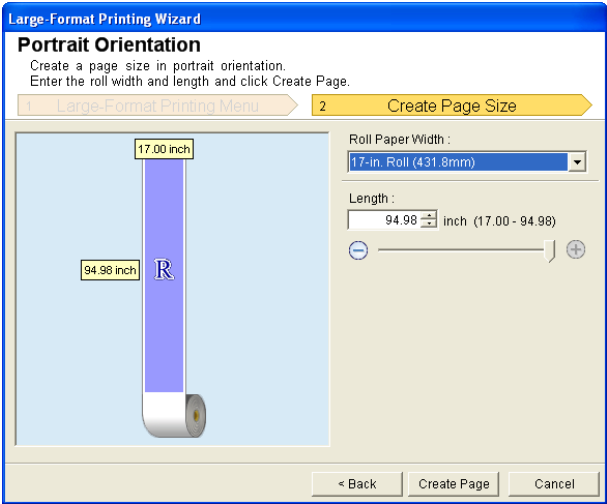 Large-Format Printing Wizard
Portrait Orientation
Create a page size in portrait orientation.
Enter the roll width and length and click Create Page.
1 Large-Format Printing Menu
2 Create Page Size
17.00 inch
94.98 inch
R
Roll Paper Width :
17-in. Roll (431.8mm)
Length :
94.98 inch (17.00 - 94.98)
< Back
Create Page
Cancel